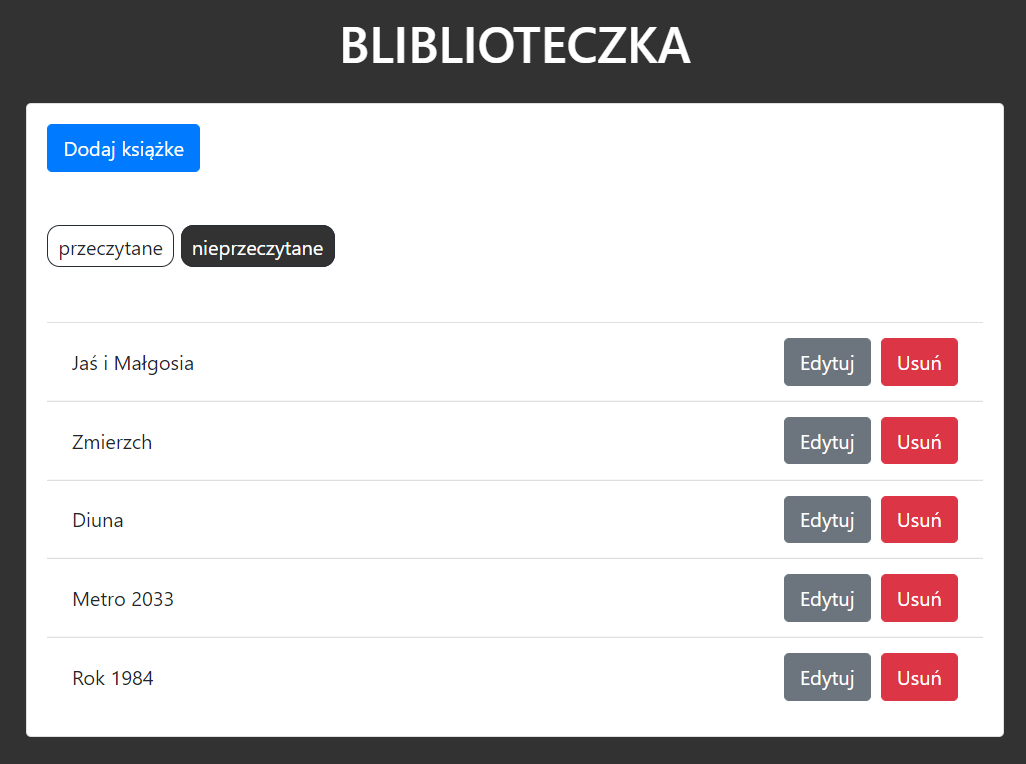 BLIBLIOTECZKA
Dodaj książke
przeczytane nieprzeczytane
Jaś i Małgosia Edytuj Usuń
Zmierzch Edytuj Usuń
Diuna Edytuj Usuń
Metro 2033 Edytuj Usuń
Rok 1984 Edytuj Usuń